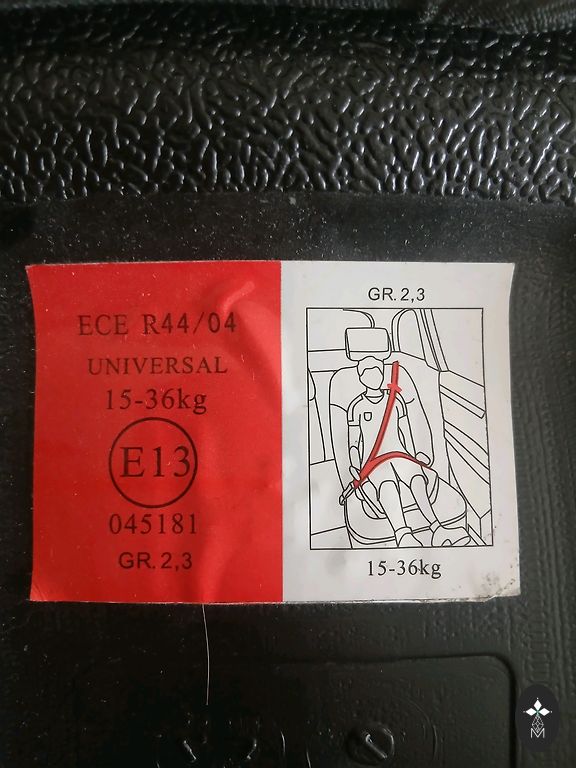 ECE R44/04
UNIVERSAL
15-36kg
E13
045181
GR. 2,3
GR. 2,3
15-36kg
M